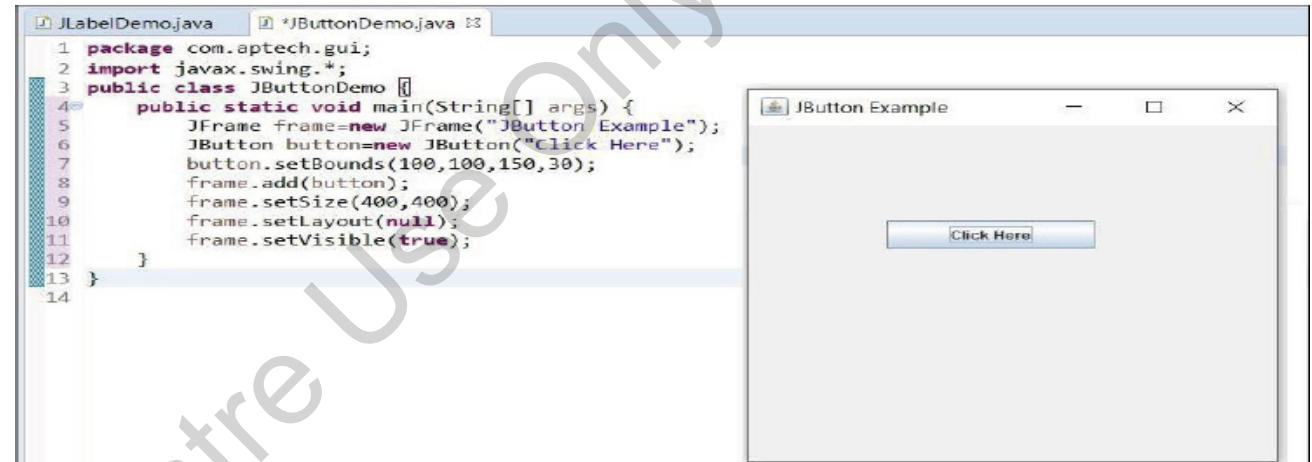 JLabelDemo.java
*JButtonDemo.java
1 package com.aptech.gui;
2 import javax.swing.*;
3 public class JButtonDemo {
4 public static void main(String[] args) {
5 JFrame frame=new JFrame("JButton Example");
6 JButton button=new JButton("Click Here");
7 button.setBounds(100,100,150,30);
8 frame.add(button);
9 frame.setSize(400,400);
10 frame.setLayout(null);
11 frame.setVisible(true);
12 }
13 }
14
JButton Example
Click Here
Use Only